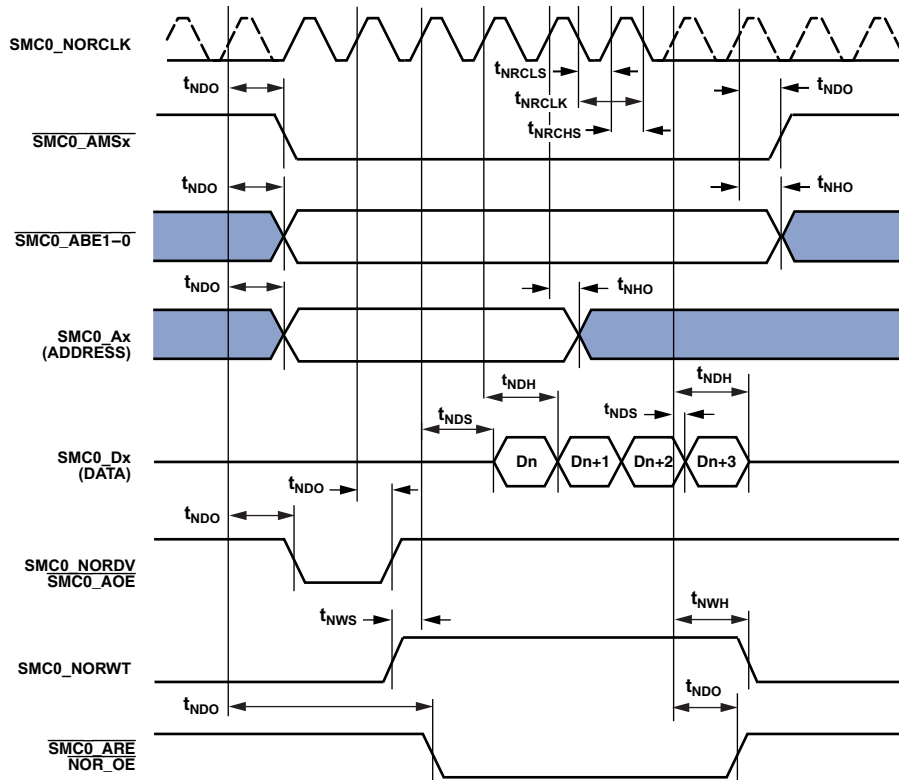 SMC0_NORCLK
tNRCLS
tNDO
tNRCLK
tNDO
tNRCHS
SMC0_AMSx
tNDO
tNHO
SMC0_ABE1–0
tNDO
tNHO
SMC0_Ax
(ADDRESS)
tNDH
tNDH
tNDS
tNDS
SMC0_Dx
(DATA)
Dn
Dn+1
Dn+2
Dn+3
tNDO
tNDO
SMC0_NORDV
SMC0_AOE
tNWH
tNWS
SMC0_NORWT
tNDO
tNDO
SMC0_ARE
NOR_OE